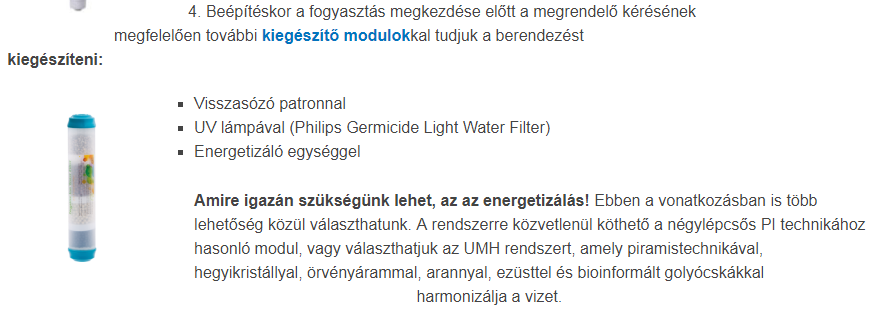 4. Beépítéskor a fogyasztás megkezdése előtt a megrendelő kérésének
megfelelően további kiegészítő modulokkal tudjuk a berendezést
kiegészíteni:
Visszasózó patronnal
UV lámpával (Philips Germicide Light Water Filter)
Energetizáló egységgel
Amire igazán szükségünk lehet, az az energetizálás! Ebben a vonatkozásban is több
lehetőség közül választhatunk. A rendszerre közvetlenül köthető a négylépcsős PI technikához
hasonló modul, vagy választhatjuk az UMH rendszert, amely piramistechnikával,
hegyikristállyal, örvényárammal, arannyal, ezüsttel és bioinformált golyócskákkal
harmonizálja a vizet.